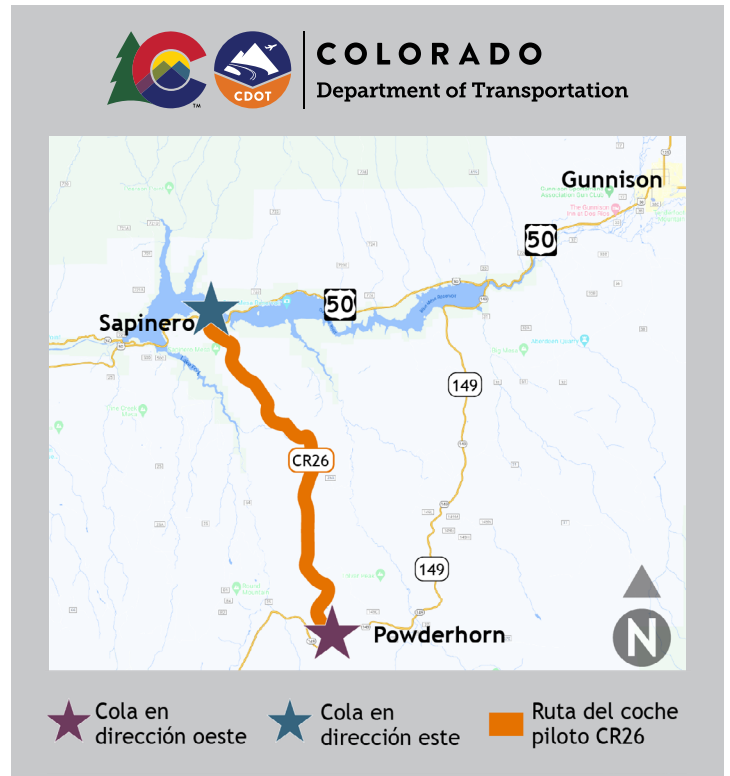 COLORADO
Department of Transportation
CDOT
TM
Gunnison
50
50
Sapinero
149
CR26
149
Powderhorn
N
Cola en
dirección oeste
Cola en
dirección este
Ruta del coche
piloto CR26